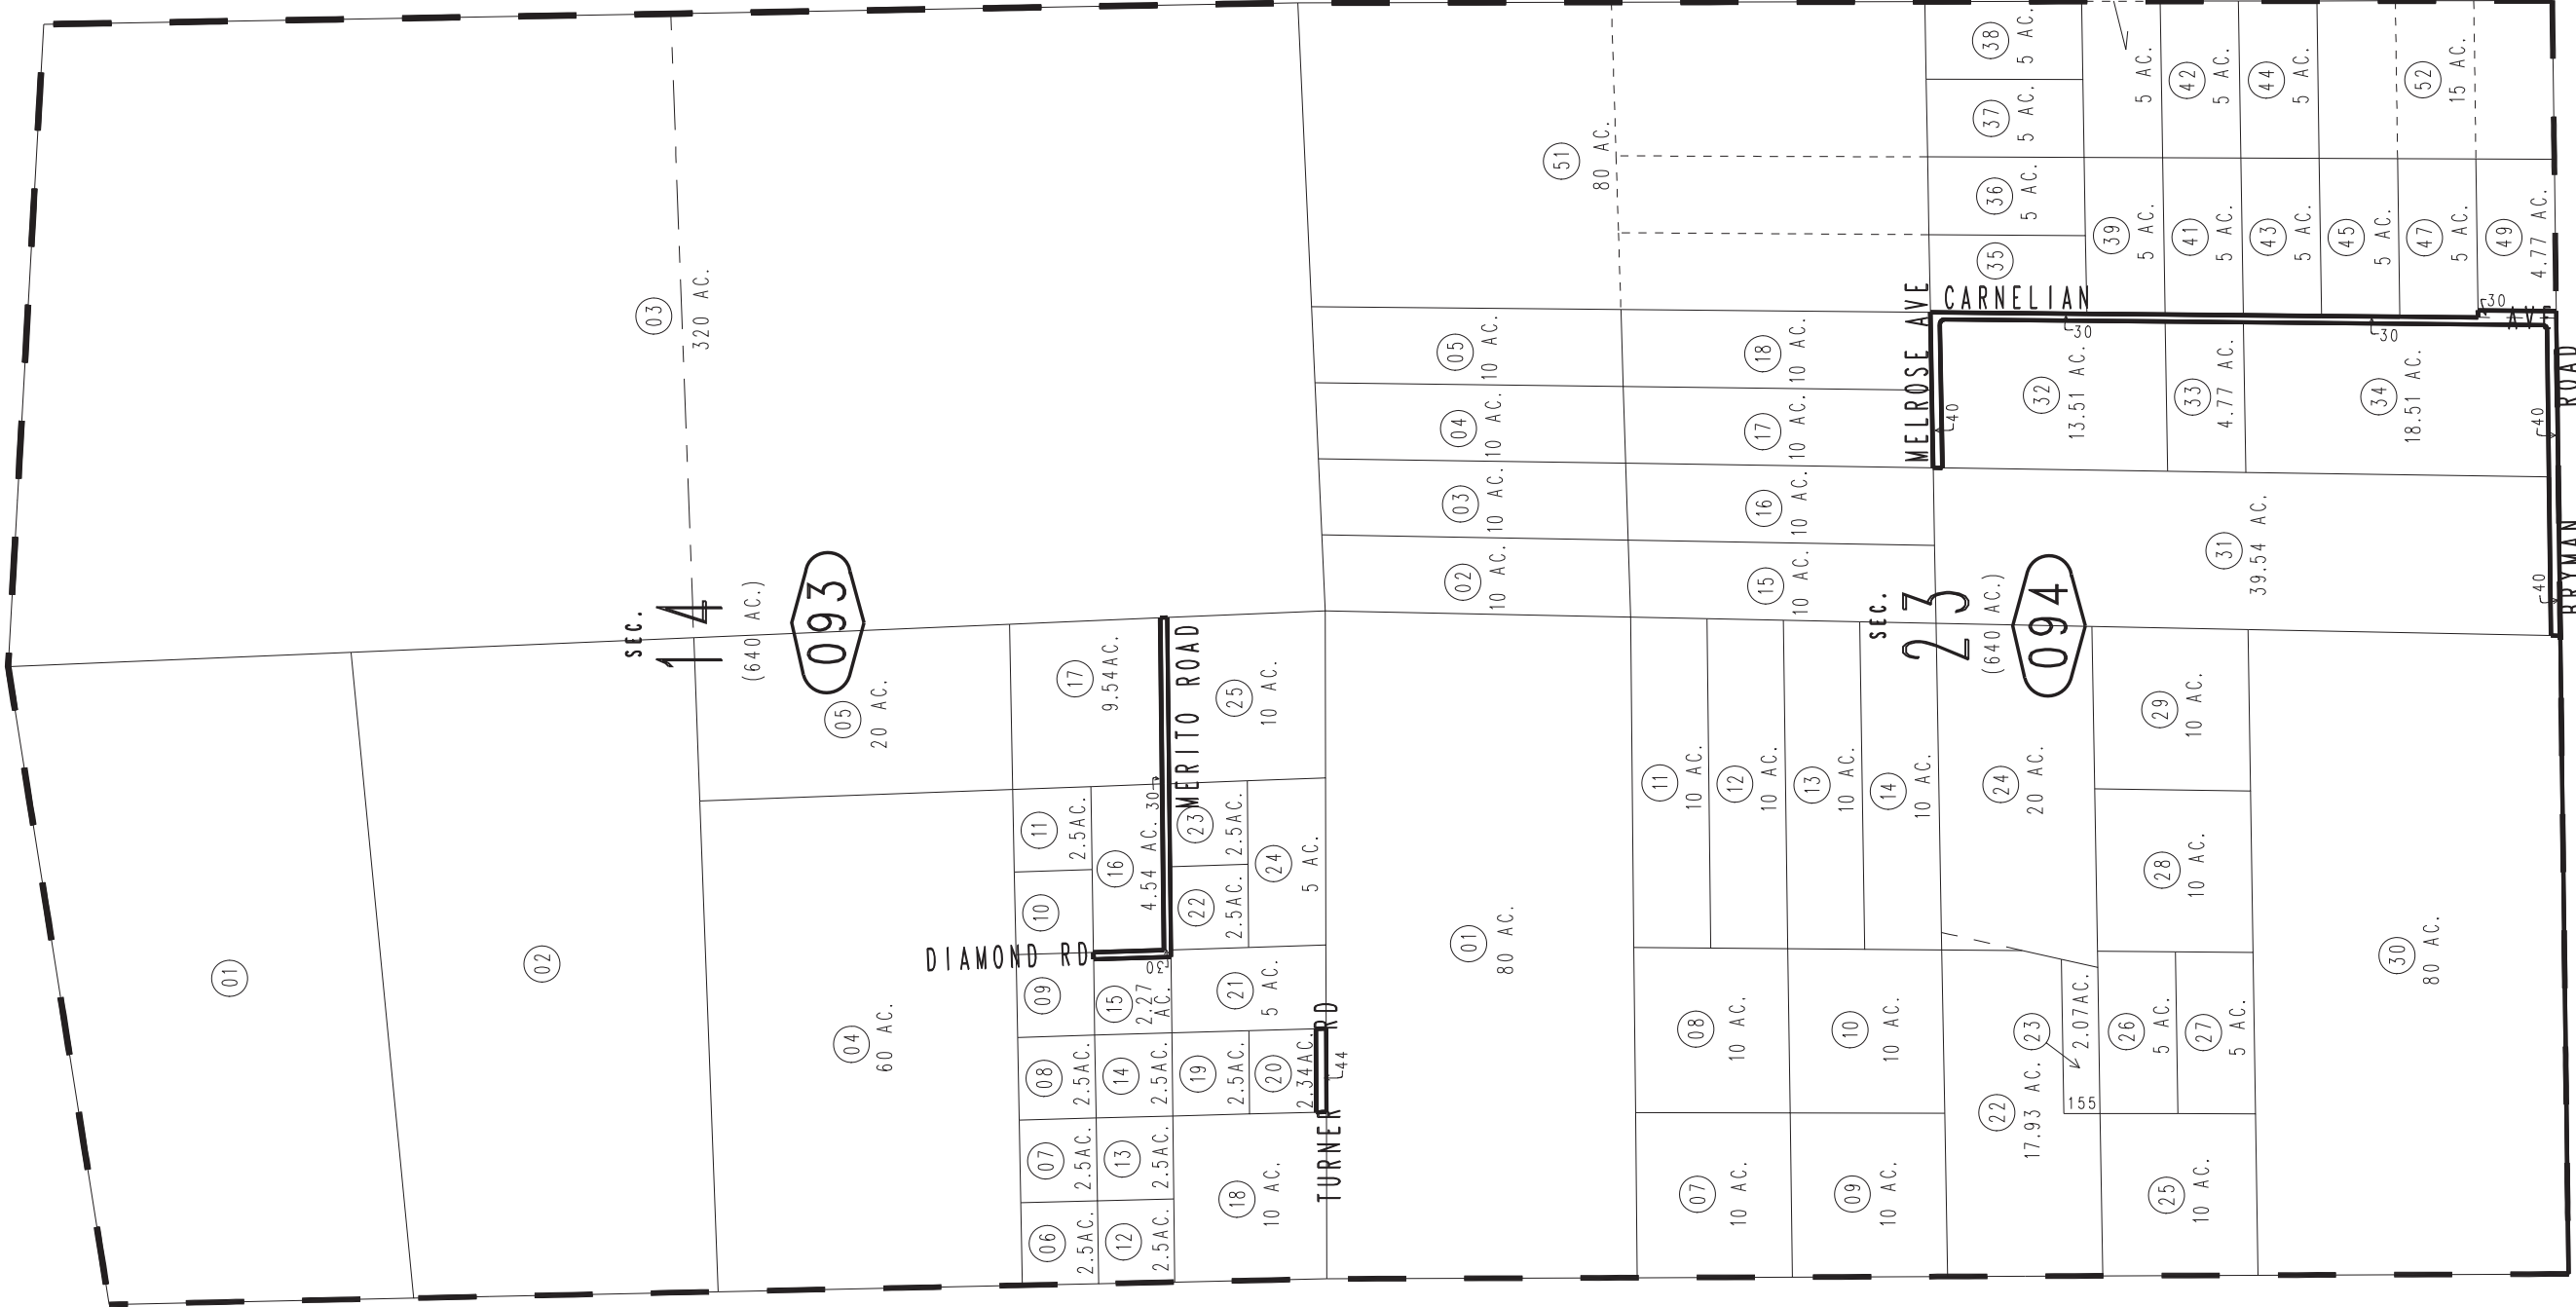 SEC.
14
(640 AC.)
093
01
02
03
320 AC.
04
60 AC.
05
20 AC.
06
2.5AC.
07
2.5AC.
08
2.5AC.
09
10
11
2.5AC.
12
2.5AC.
13
2.5AC.
14
2.5AC.
15
2.27
AC.
16
4.54 AC.
30
17
9.54AC.
18
10 AC.
19
2.5AC.
20
2.34AC.
21
5 AC.
22
2.5AC.
23
2.5AC.
24
5 AC.
25
10 AC.
DIAMOND RD
30
MERITO ROAD
TURNER RD
44
SEC.
23
(640 AC.)
094
01
80 AC.
02
10 AC.
03
10 AC.
04
10 AC.
05
10 AC.
07
10 AC.
08
10 AC.
09
10 AC.
10
10 AC.
11
10 AC.
12
10 AC.
13
10 AC.
14
10 AC.
15
10 AC.
16
10 AC.
17
10 AC.
18
10 AC.
22
17.93 AC.
23
2.07AC.
155
24
20 AC.
25
10 AC.
26
5 AC.
27
5 AC.
28
10 AC.
29
10 AC.
30
80 AC.
31
39.54 AC.
32
13.51 AC.
33
4.77 AC.
34
18.51 AC.
35
36
5 AC.
37
5 AC.
38
5 AC.
39
5 AC.
5 AC.
41
5 AC.
42
5 AC.
43
5 AC.
44
5 AC.
45
5 AC.
47
5 AC.
49
4.77 AC.
51
80 AC.
52
15 AC.
MELROSE AVE
40
CARNELIAN AVE
30
30
30
BRYMAN ROAD
40
40